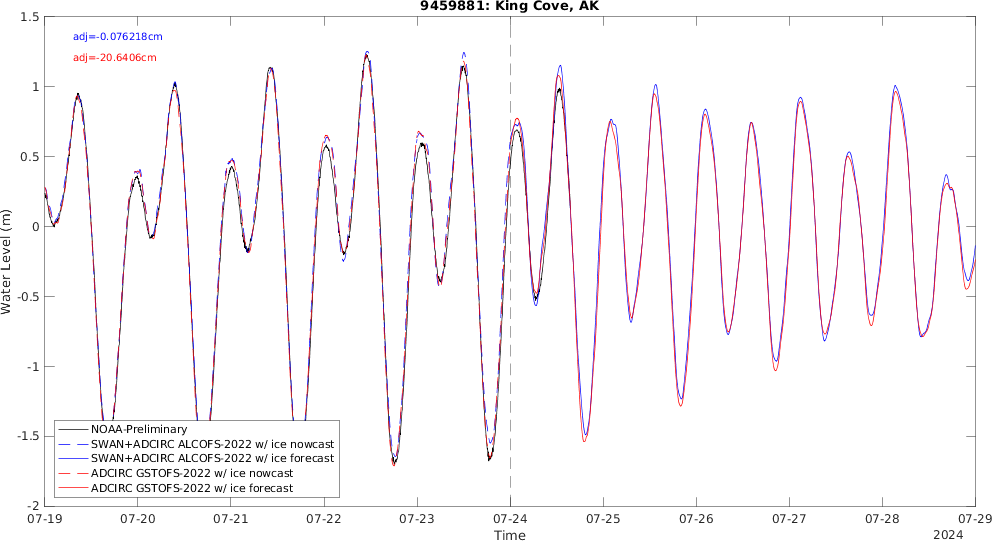 9459881: King Cove, AK
adj=-0.076218cm
adj=-20.6406cm
1.5
1
0.5
0
-0.5
-1
-1.5
-2
Water Level (m)
NOAA-Preliminary
SWAN+ADCIRC ALCOFS-2022 w/ ice nowcast
SWAN+ADCIRC ALCOFS-2022 w/ ice forecast
ADCIRC GSTOFS-2022 w/ ice nowcast
ADCIRC GSTOFS-2022 w/ ice forecast
07-19 07-20 07-21 07-22 07-23 07-24 07-25 07-26 07-27 07-28 07-29
Time
2024